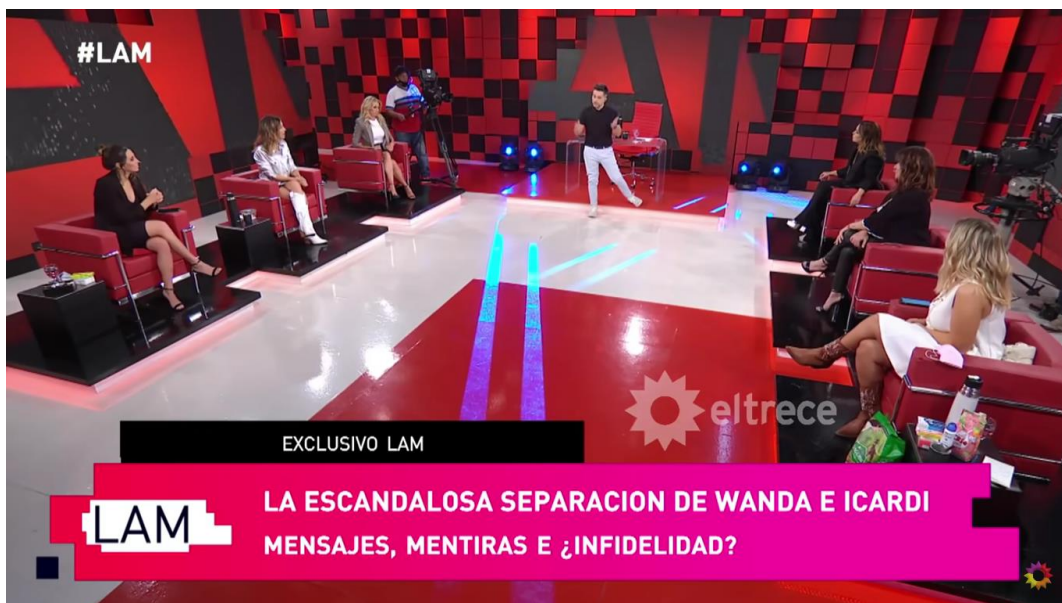 #LAM
eltrece
EXCLUSIVO LAM
LAM
LA ESCANDALOSA SEPARACION DE WANDA E ICARDI
MENSAJES, MENTIRAS E ¿INFIDELIDAD?